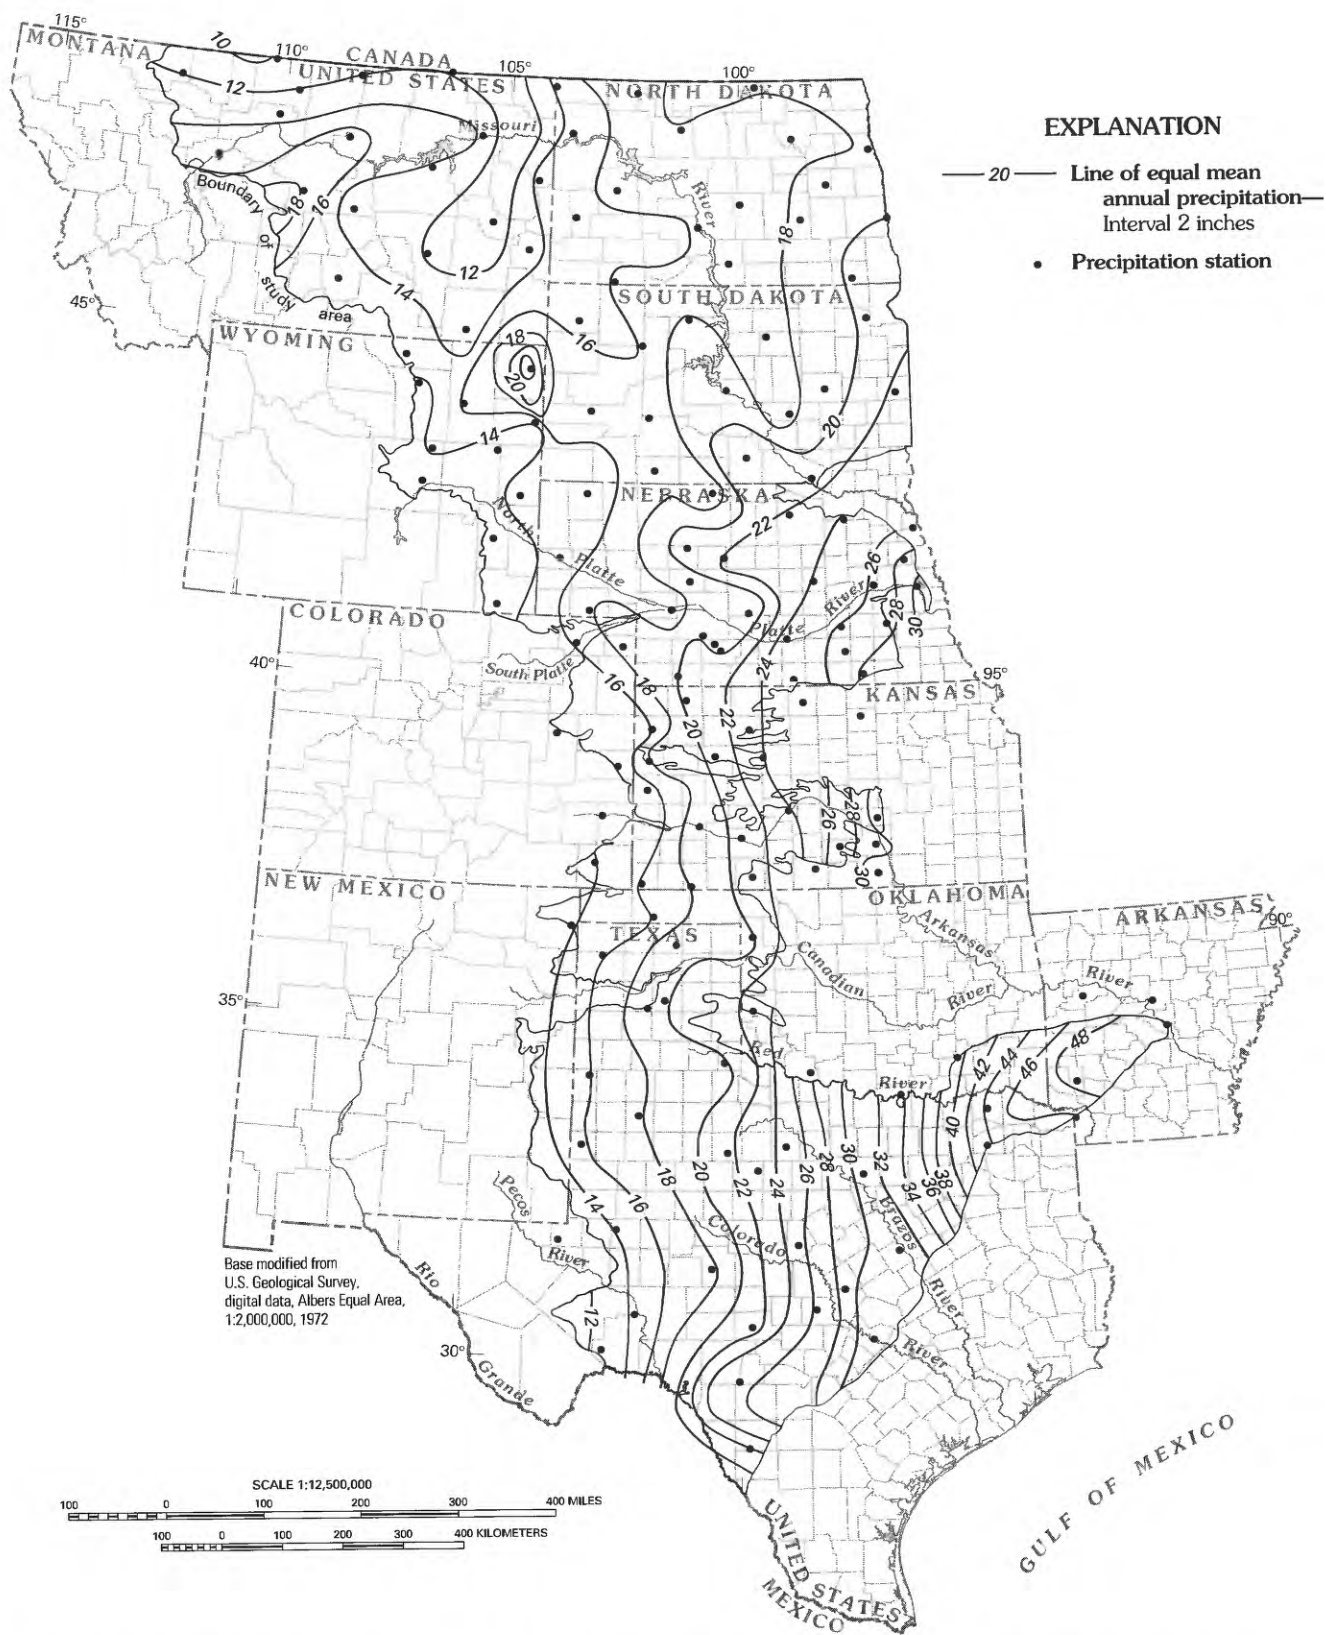 115°
MONTANA
10
110°
CANADA
UNITED STATES
105°
100°
NORTH DAKOTA
12
Missouri
River
Boundary
of
study
area
18
16
18
12
14
45°
SOUTH DAKOTA
WYOMING
18
16
20
14
20
NEBRASKA
22
North
Platte
River
26
28
30
Platte
COLORADO
South Platte
40°
24
16
18
95°
KANSAS
20
22
26
28
30
NEW MEXICO
OKLAHOMA
ARKANSAS
90°
TEXAS
Arkansas
River
Canadian
River
35°
Red
River
48
42
44
46
40
38
36
34
32
30
28
26
24
22
20
18
16
14
Pecos
River
Colorado
Brazos
River
River
12
Rio
Grande
30°
EXPLANATION
20 Line of equal mean
annual precipitation—
Interval 2 inches
Precipitation station
Base modified from
U.S. Geological Survey,
digital data, Albers Equal Area,
1:2,000,000, 1972
SCALE 1:12,500,000
100 0 100 200 300 400 MILES
100 0 100 200 300 400 KILOMETERS
GULF OF MEXICO
UNITED STATES
MEXICO